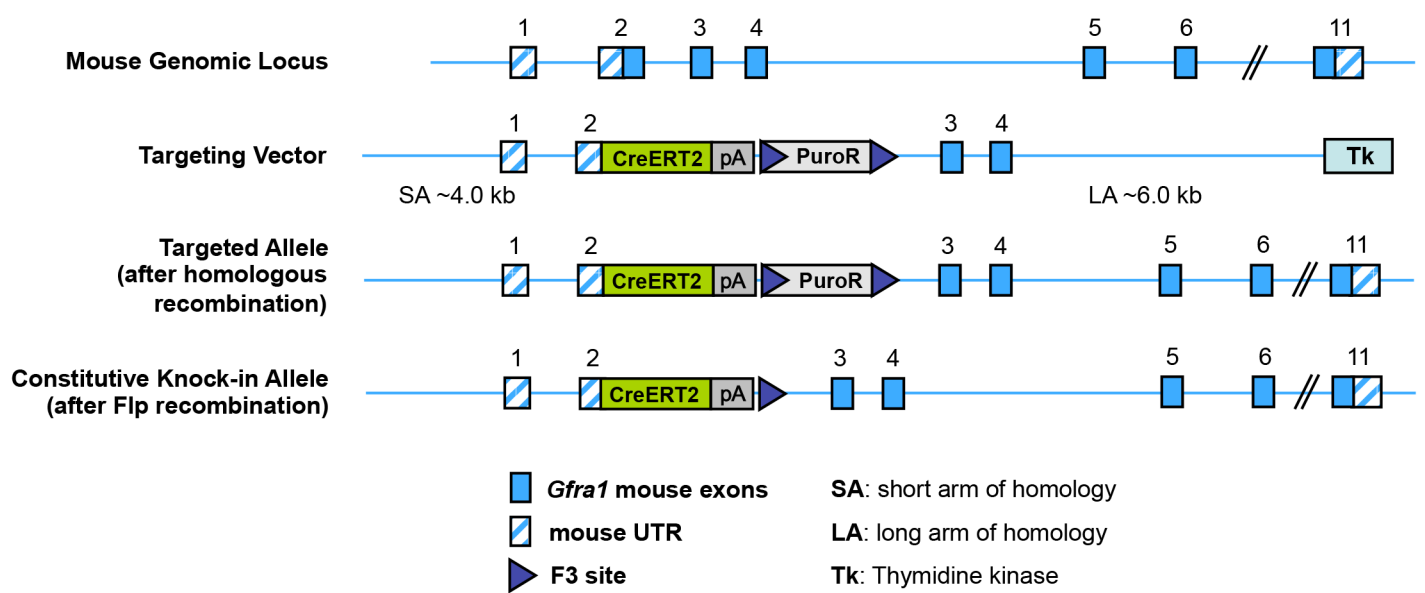 1 2 3 4 5 6 11
Mouse Genomic Locus
1 2 3 4
Targeting Vector CreERT2 pA PuroR Tk
SA ~4.0 kb LA ~6.0 kb
Targeted Allele
(after homologous
recombination)
1 2 3 4 5 6 11
CreERT2 pA PuroR
Constitutive Knock-in Allele
(after Flp recombination)
1 2 3 4 5 6 11
CreERT2 pA
Gfra1 mouse exons SA: short arm of homology
mouse UTR LA: long arm of homology
F3 site Tk: Thymidine kinase